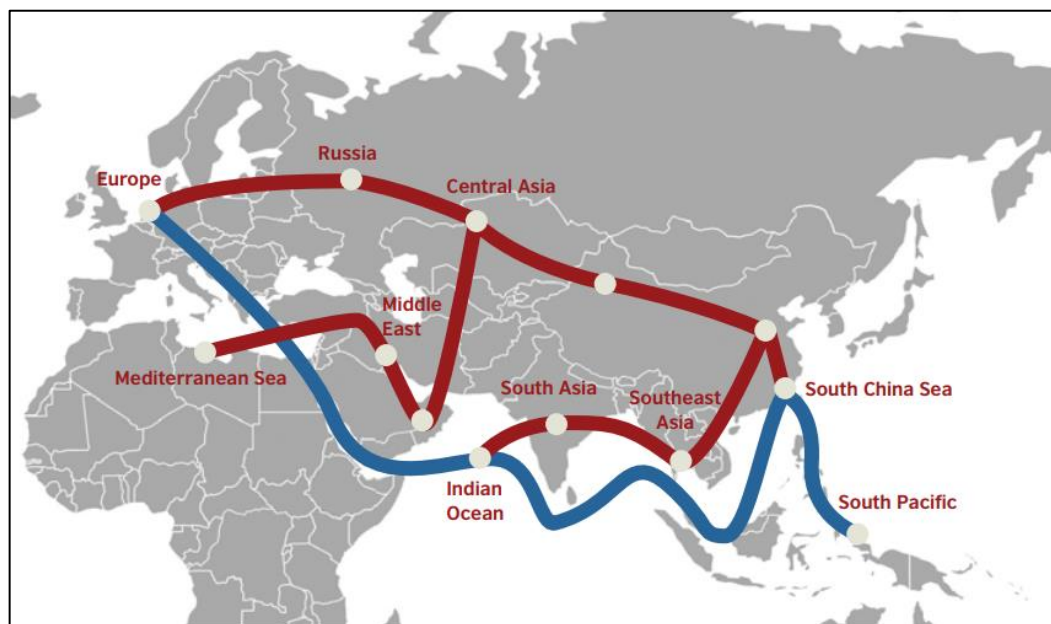 Russia
Europe
Central Asia
Middle
East
Mediterranean Sea
South Asia
Southeast
Asia
South China Sea
Indian
Ocean
South Pacific